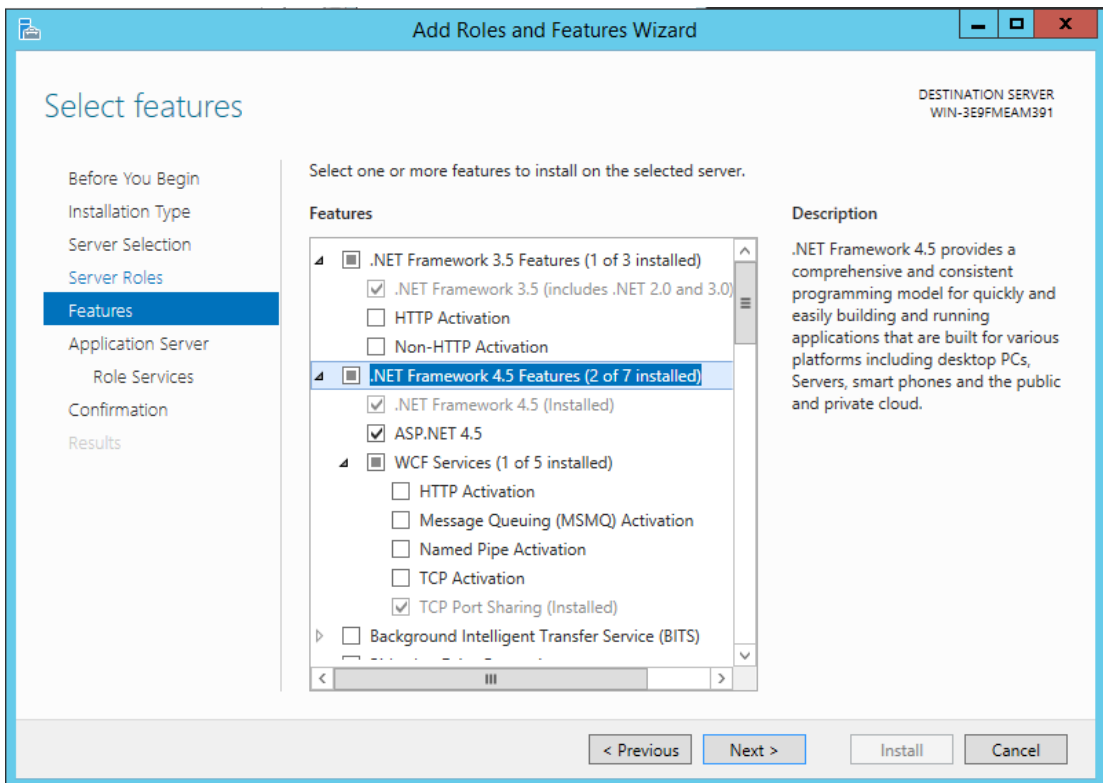 Add Roles and Features Wizard
x
Select features
DESTINATION SERVER
WIN-3E9FMEAM391
Before You Begin
Installation Type
Server Selection
Server Roles
Features
Application Server
Role Services
Confirmation
Results
Select one or more features to install on the selected server.
Features
.NET Framework 3.5 Features (1 of 3 installed)
.NET Framework 3.5 (includes .NET 2.0 and 3.0)
HTTP Activation
Non-HTTP Activation
.NET Framework 4.5 Features (2 of 7 installed)
.NET Framework 4.5 (Installed)
ASP.NET 4.5
WCF Services (1 of 5 installed)
HTTP Activation
Message Queuing (MSMQ) Activation
Named Pipe Activation
TCP Activation
TCP Port Sharing (Installed)
Background Intelligent Transfer Service (BITS)
Description
.NET Framework 4.5 provides a
comprehensive and consistent
programming model for quickly and
easily building and running
applications that are built for various
platforms including desktop PCs,
Servers, smart phones and the public
and private cloud.
< Previous
Next >
Install
Cancel